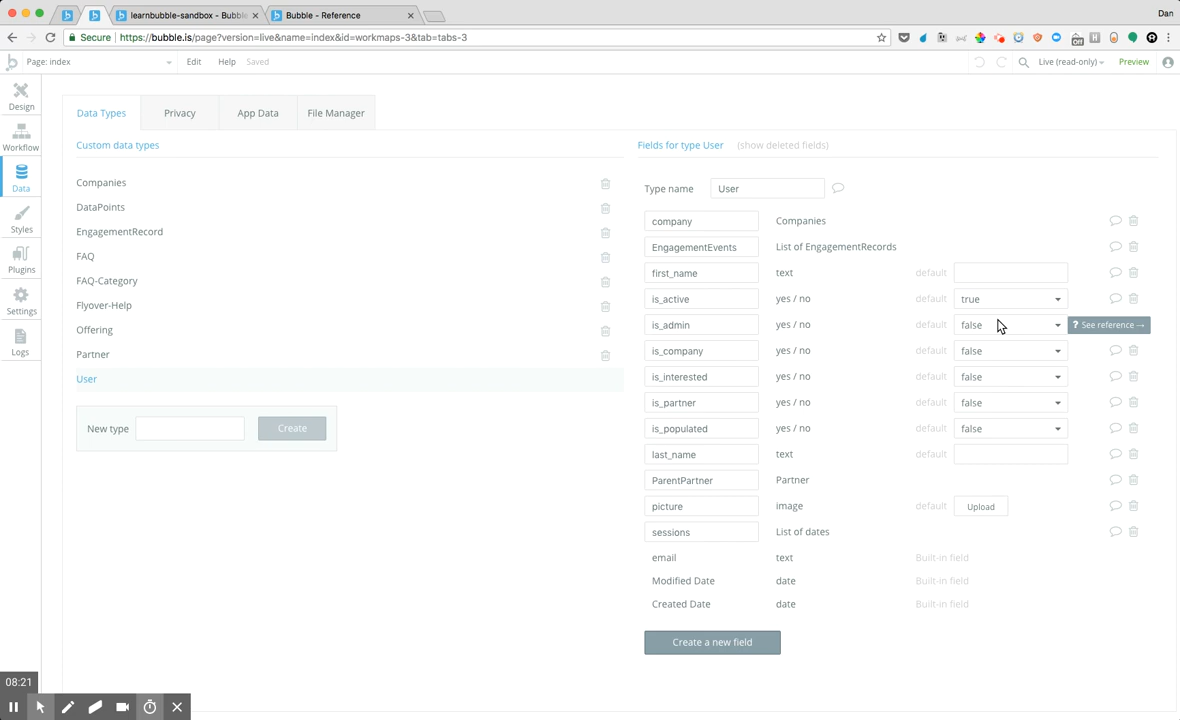 learnbubble-sandbox - Bubble
Bubble - Reference
Dan
Secure
https://bubble.is/page?version=live&name=index&id=workmaps-3&tab=tabs-3
Off
H
Page: index
Edit
Help
Saved
Live (read-only)
Preview
Design
Workflow
Data
Styles
Plugins
Settings
Logs
Data Types
Privacy
App Data
File Manager
Custom data types
Companies
DataPoints
EngagementRecord
FAQ
FAQ-Category
Flyover-Help
Offering
Partner
User
New type
Create
Fields for type User
(show deleted fields)
Type name
User
company
Companies
EngagementEvents
List of EngagementRecords
first_name
text
default
is_active
yes / no
default
true
is_admin
yes / no
default
false
? See reference →
is_company
yes / no
default
false
is_interested
yes / no
default
false
is_partner
yes / no
default
false
is_populated
yes / no
default
false
last_name
text
default
ParentPartner
Partner
picture
image
default
Upload
sessions
List of dates
email
text
Built-in field
Modified Date
date
Built-in field
Created Date
date
Built-in field
Create a new field
08:21